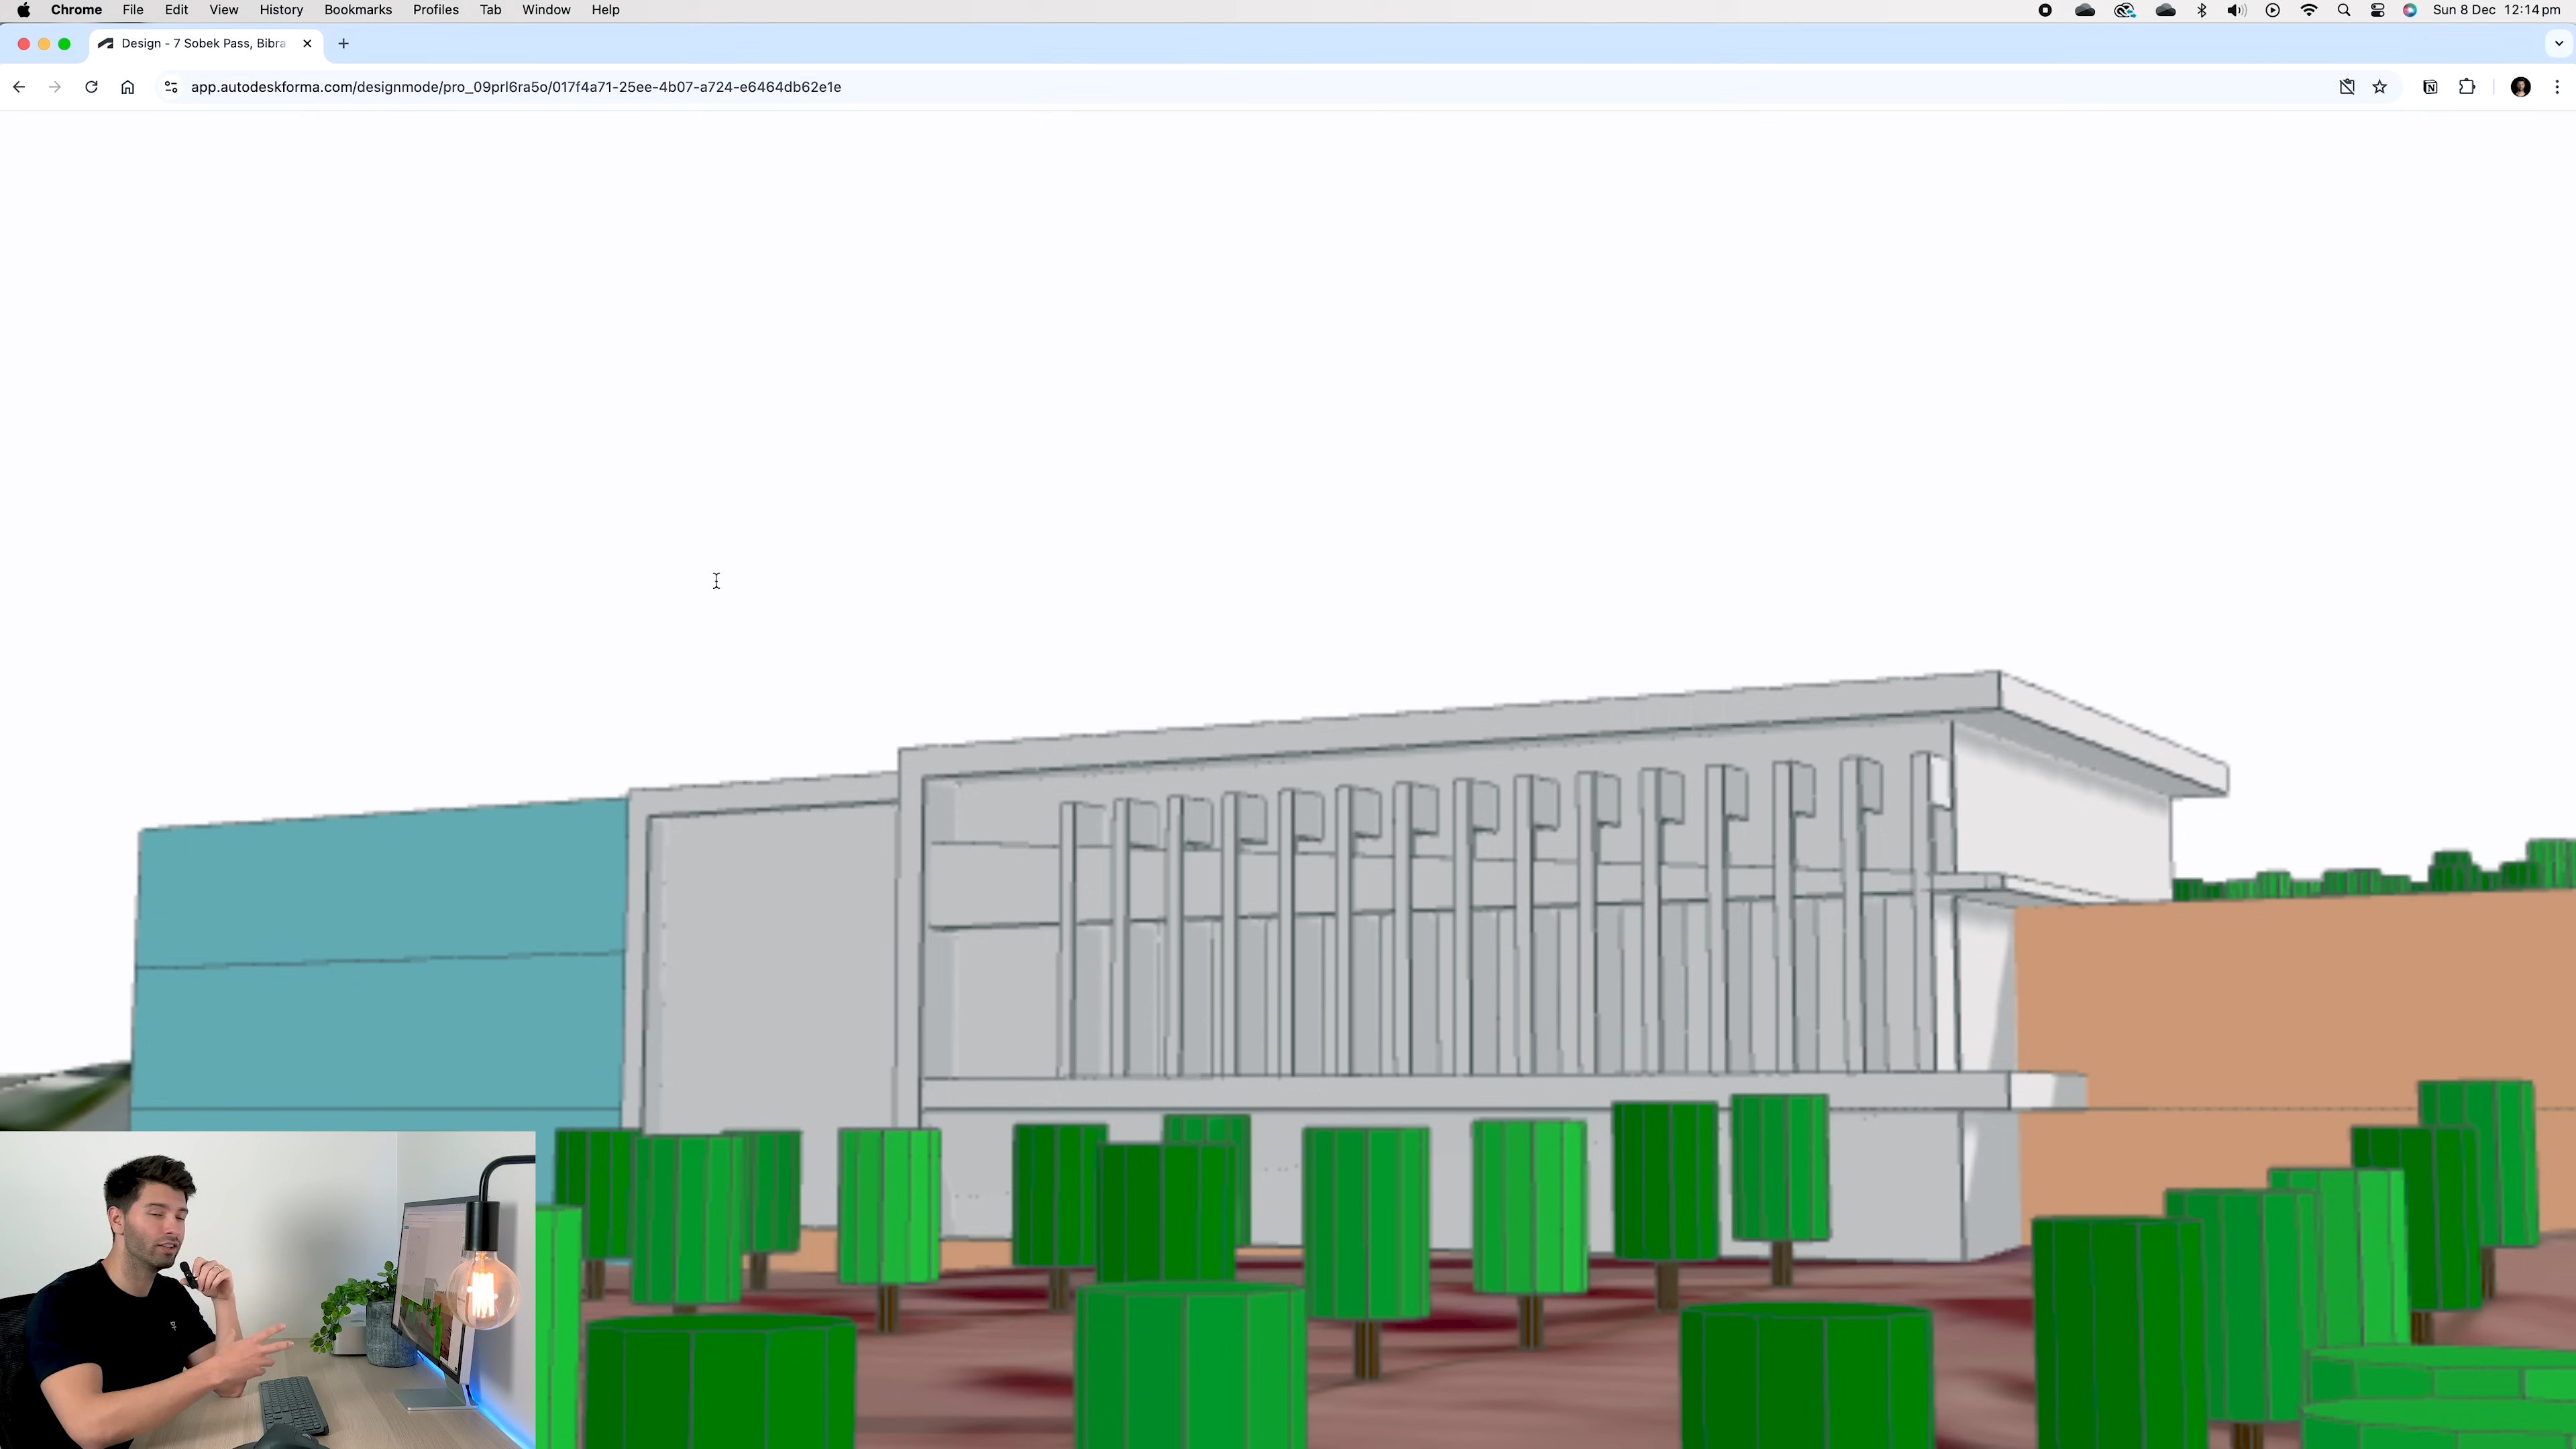 Chrome File Edit View History Bookmarks Profiles Tab Window Help Sun 8 Dec 12:14 pm
Design - 7 Sobek Pass, Bibra
app.autodeskforma.com/designmode/pro_09prl6ra5o/017f4a71-25ee-4b07-a724-e6464db62e1e